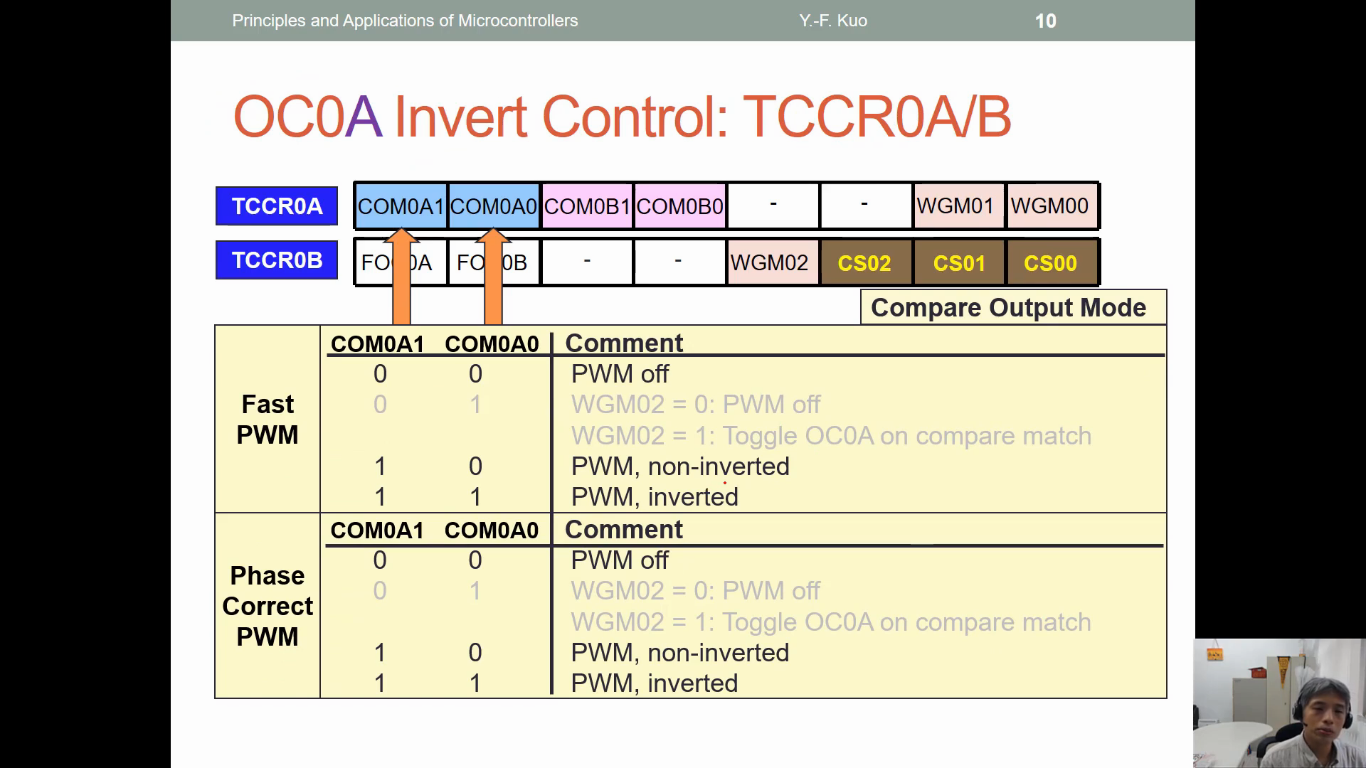 Principles and Applications of Microcontrollers Y.-F. Kuo 10
OC0A Invert Control: TCCR0A/B
TCCR0A COM0A1 COM0A0 COM0B1 COM0B0 - - WGM01 WGM00
TCCR0B - - WGM02 CS02 CS01 CS00
Compare Output Mode
Fast PWM
COM0A1 COM0A0 Comment
0 0 PWM off
0 1 WGM02 = 0: PWM off
WGM02 = 1: Toggle OC0A on compare match
1 0 PWM, non-inverted
1 1 PWM, inverted
Phase Correct PWM
COM0A1 COM0A0 Comment
0 0 PWM off
0 1 WGM02 = 0: PWM off
WGM02 = 1: Toggle OC0A on compare match
1 0 PWM, non-inverted
1 1 PWM, inverted